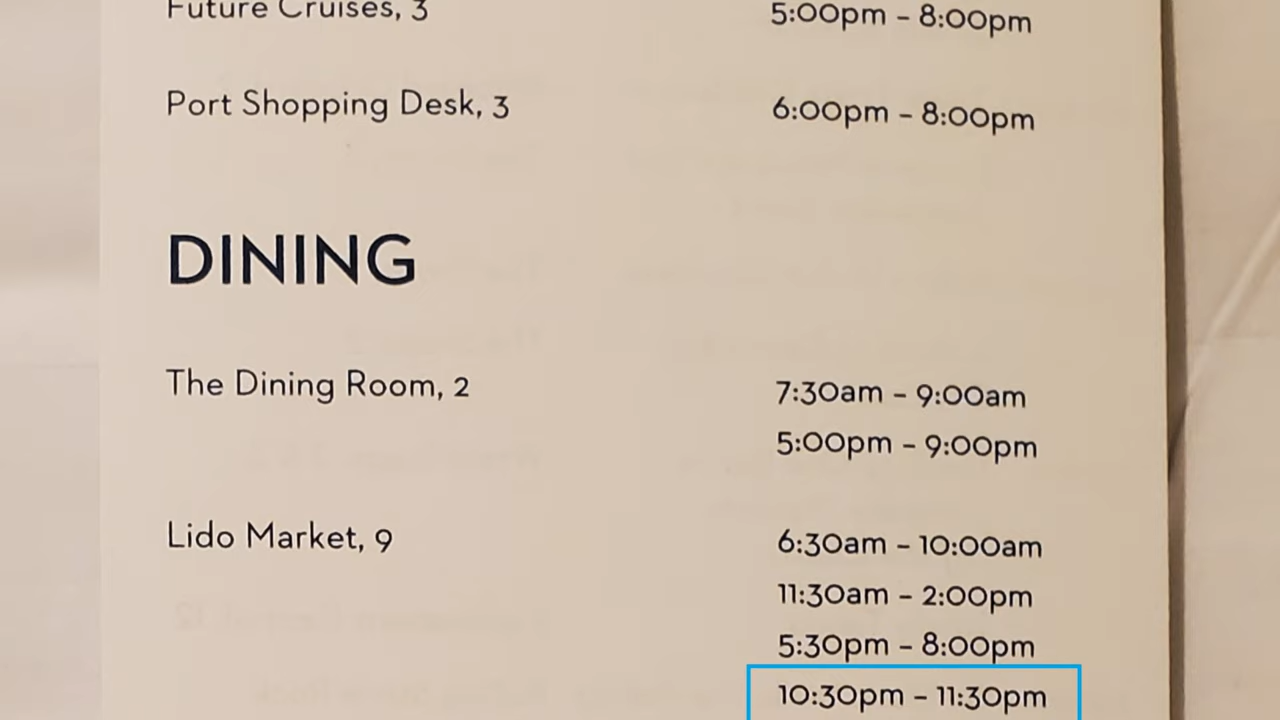 Future Cruises, 3 5:00pm – 8:00pm
Port Shopping Desk, 3 6:00pm – 8:00pm
DINING
The Dining Room, 2 7:30am – 9:00am
5:00pm – 9:00pm
Lido Market, 9 6:30am – 10:00am
11:30am – 2:00pm
5:30pm – 8:00pm
10:30pm – 11:30pm